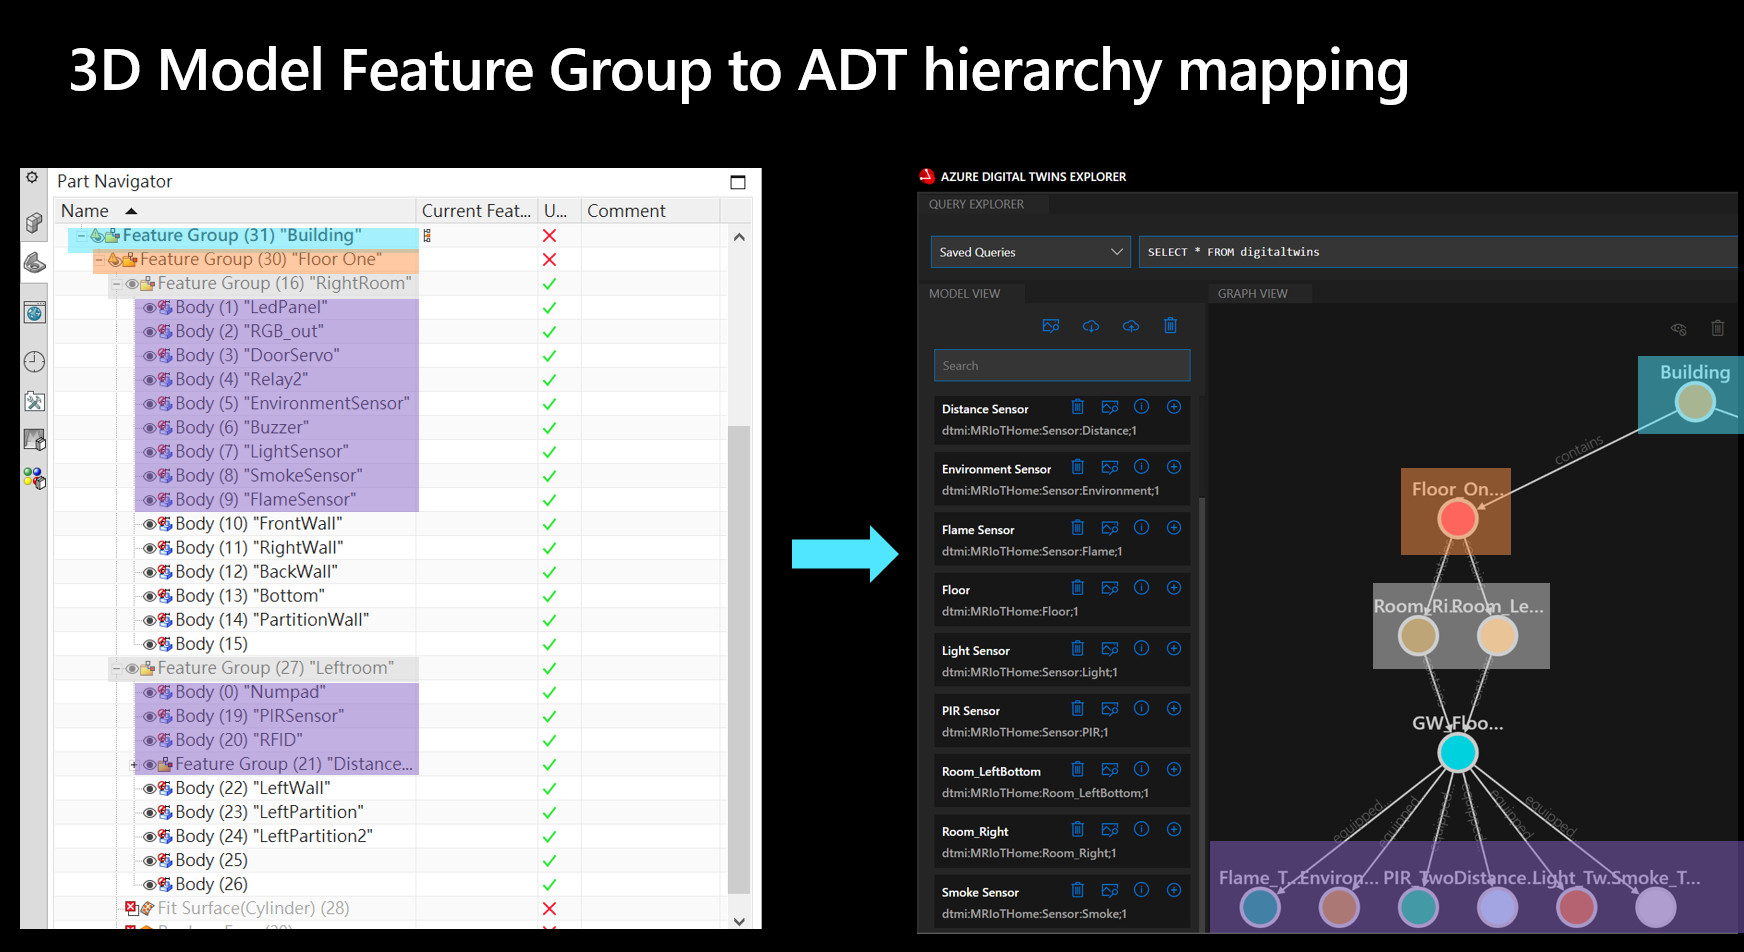 3D Model Feature Group to ADT hierarchy mapping
Part Navigator
Name Current Feat... U... Comment
Feature Group (31) "Building"
Feature Group (30) "Floor One"
Feature Group (16) "RightRoom"
Body (1) "LedPanel"
Body (2) "RGB_out"
Body (3) "DoorServo"
Body (4) "Relay2"
Body (5) "EnvironmentSensor"
Body (6) "Buzzer"
Body (7) "LightSensor"
Body (8) "SmokeSensor"
Body (9) "FlameSensor"
Body (10) "FrontWall"
Body (11) "RightWall"
Body (12) "BackWall"
Body (13) "Bottom"
Body (14) "PartitionWall"
Body (15)
Feature Group (27) "Leftroom"
Body (0) "Numpad"
Body (19) "PIRSensor"
Body (20) "RFID"
Feature Group (21) "Distance...
Body (22) "LeftWall"
Body (23) "LeftPartition"
Body (24) "LeftPartition2"
Body (25)
Body (26)
Fit Surface(Cylinder) (28)
AZURE DIGITAL TWINS EXPLORER
QUERY EXPLORER
Saved Queries SELECT * FROM digitaltwins
MODEL VIEW
Search
Distance Sensor
dtmi:MRIoTHome:Sensor:Distance;1
Environment Sensor
dtmi:MRIoTHome:Sensor:Environment;1
Flame Sensor
dtmi:MRIoTHome:Sensor:Flame;1
Floor
dtmi:MRIoTHome:Floor;1
Light Sensor
dtmi:MRIoTHome:Sensor:Light;1
PIR Sensor
dtmi:MRIoTHome:Sensor:PIR;1
Room_LeftBottom
dtmi:MRIoTHome:Room_LeftBottom;1
Room_Right
dtmi:MRIoTHome:Room_Right;1
Smoke Sensor
dtmi:MRIoTHome:Sensor:Smoke;1
GRAPH VIEW
Building
contains
Floor_On...
Room_Ri. Room_Le...
GW_Floo...
equipped equipped equipped equipped
Flame_T... Environ... PIR_Two Distance. Light_Tw. Smoke_T...